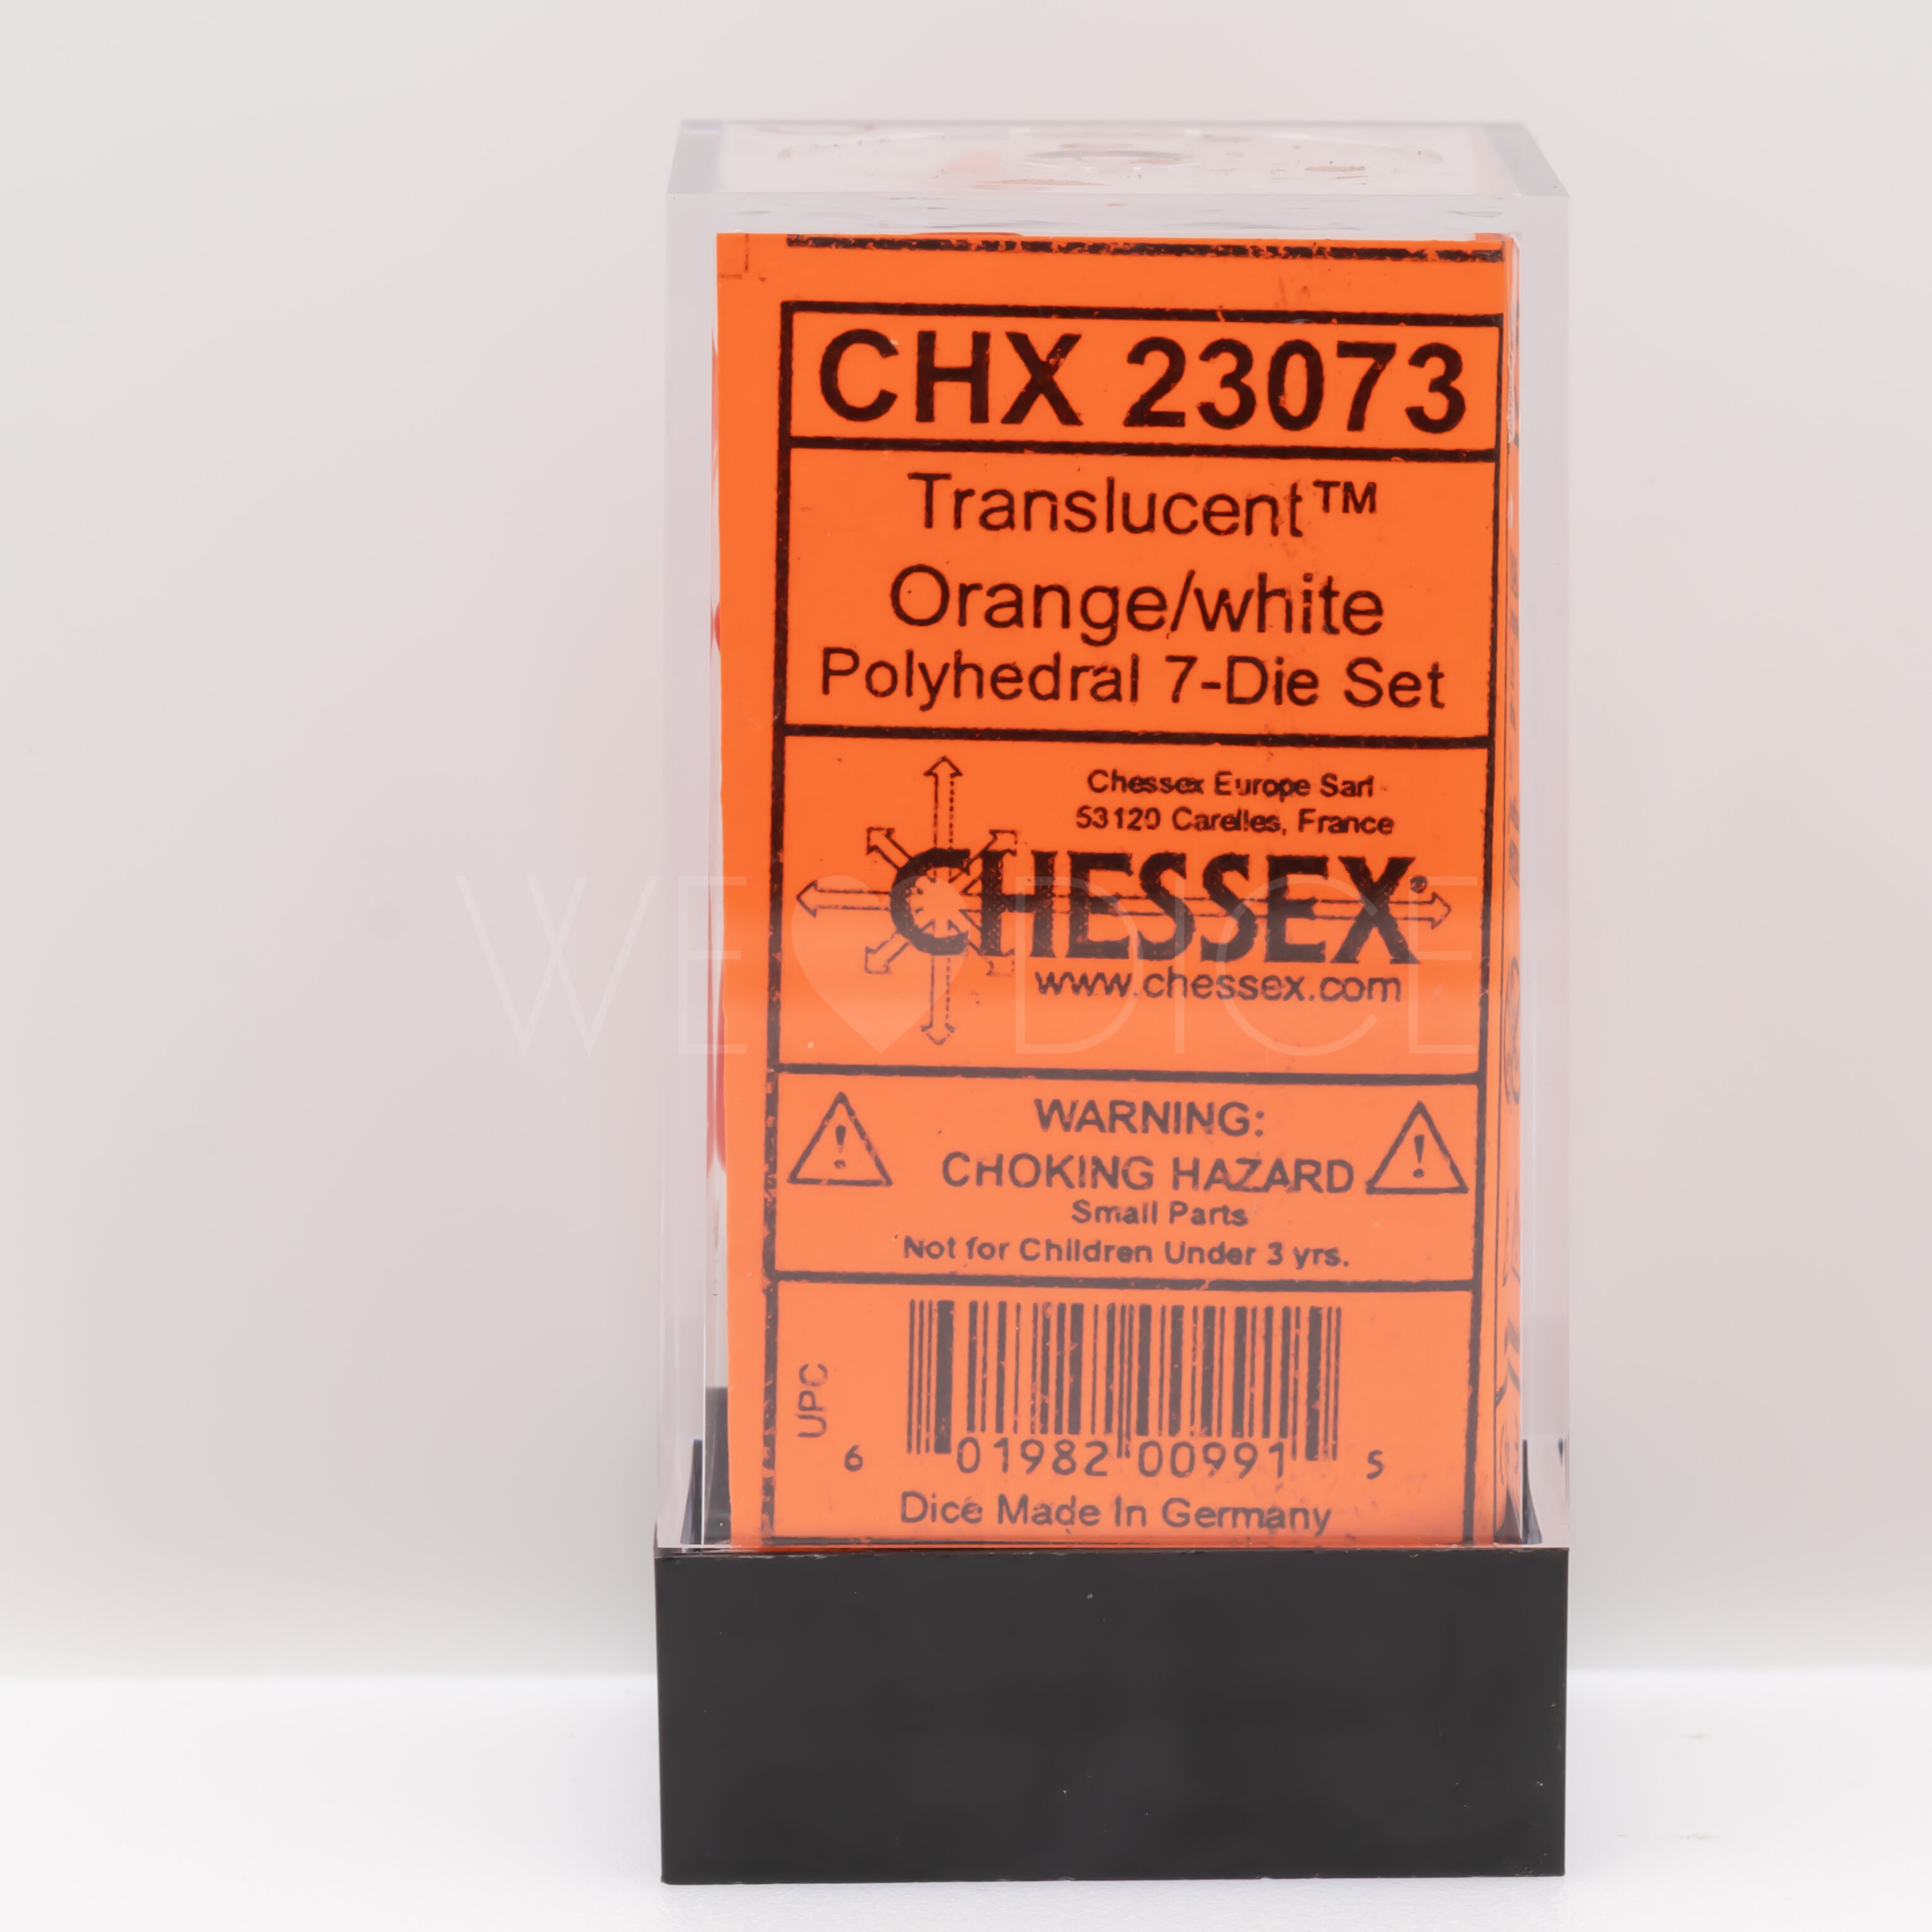 CHX 23073
Translucent™
Orange/white
Polyhedral 7-Die Set
Chessex Europe Sarl
53120 Carelles, France
CHESSEX®
www.chessex.com
WE DICE
WARNING:
CHOKING HAZARD
Small Parts
Not for Children Under 3 yrs.
UPC
6 01982 00991 5
Dice Made In Germany